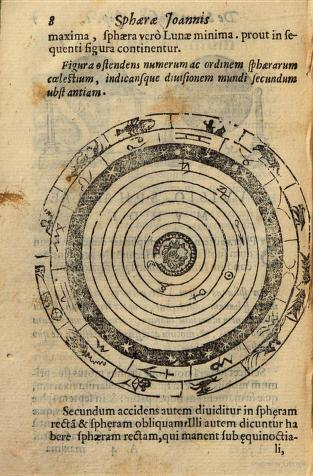 8 Sphæræ Joannis
maxima, sphæra verò Lunæ minima. prout in se-
quenti figura continentur.
Figura ostendens numerum ac ordinem sphærarum
cœlestium, indicansque diuisionem mundi secundum
substantiam.
Secundum accidens autem diuiditur in spheram
rectã & spheram obliquam: Illi autem dicuntur ha
bere sphæram rectam, qui manent sub equinoctia-
li,